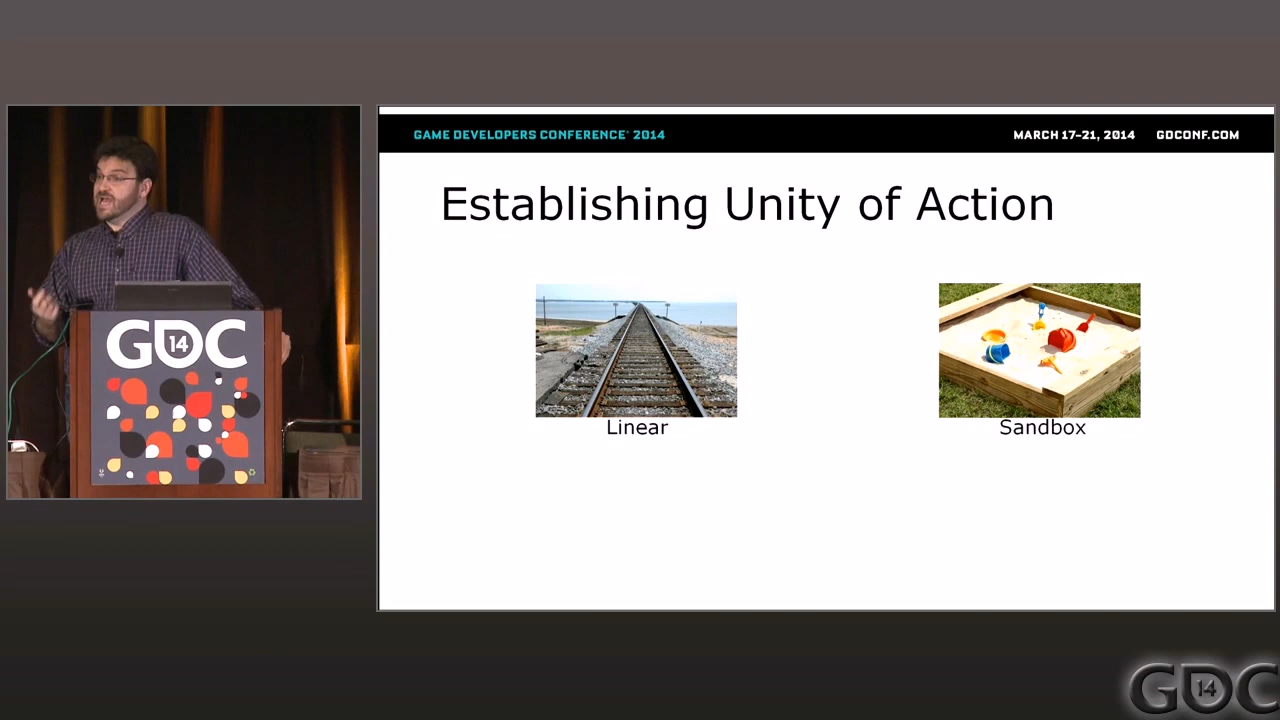 GAME DEVELOPERS CONFERENCE® 2014
MARCH 17-21, 2014 GDCONF.COM
Establishing Unity of Action
Linear
Sandbox
GDC
14
GDC
14